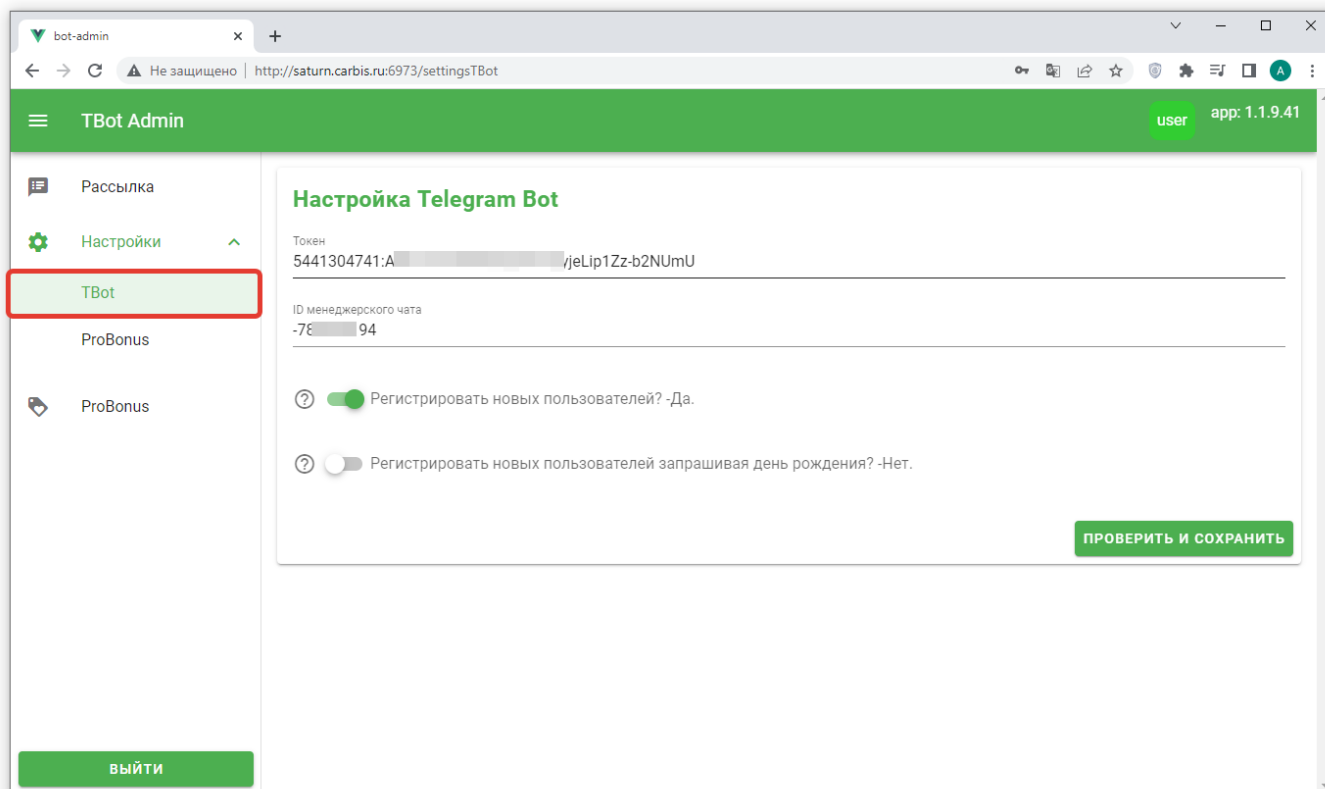 bot-admin
Не защищено | http://saturn.carbis.ru:6973/settingsTBot
A
TBot Admin
user
app: 1.1.9.41
Рассылка
Настройки
TBot
ProBonus
ProBonus
ВЫЙТИ
Настройка Telegram Bot
Токен
5441304741:A yjeLip1Zz-b2NUmU
ID менеджерского чата
-78 94
Регистрировать новых пользователей? -Да.
Регистрировать новых пользователей запрашивая день рождения? -Нет.
ПРОВЕРИТЬ И СОХРАНИТЬ